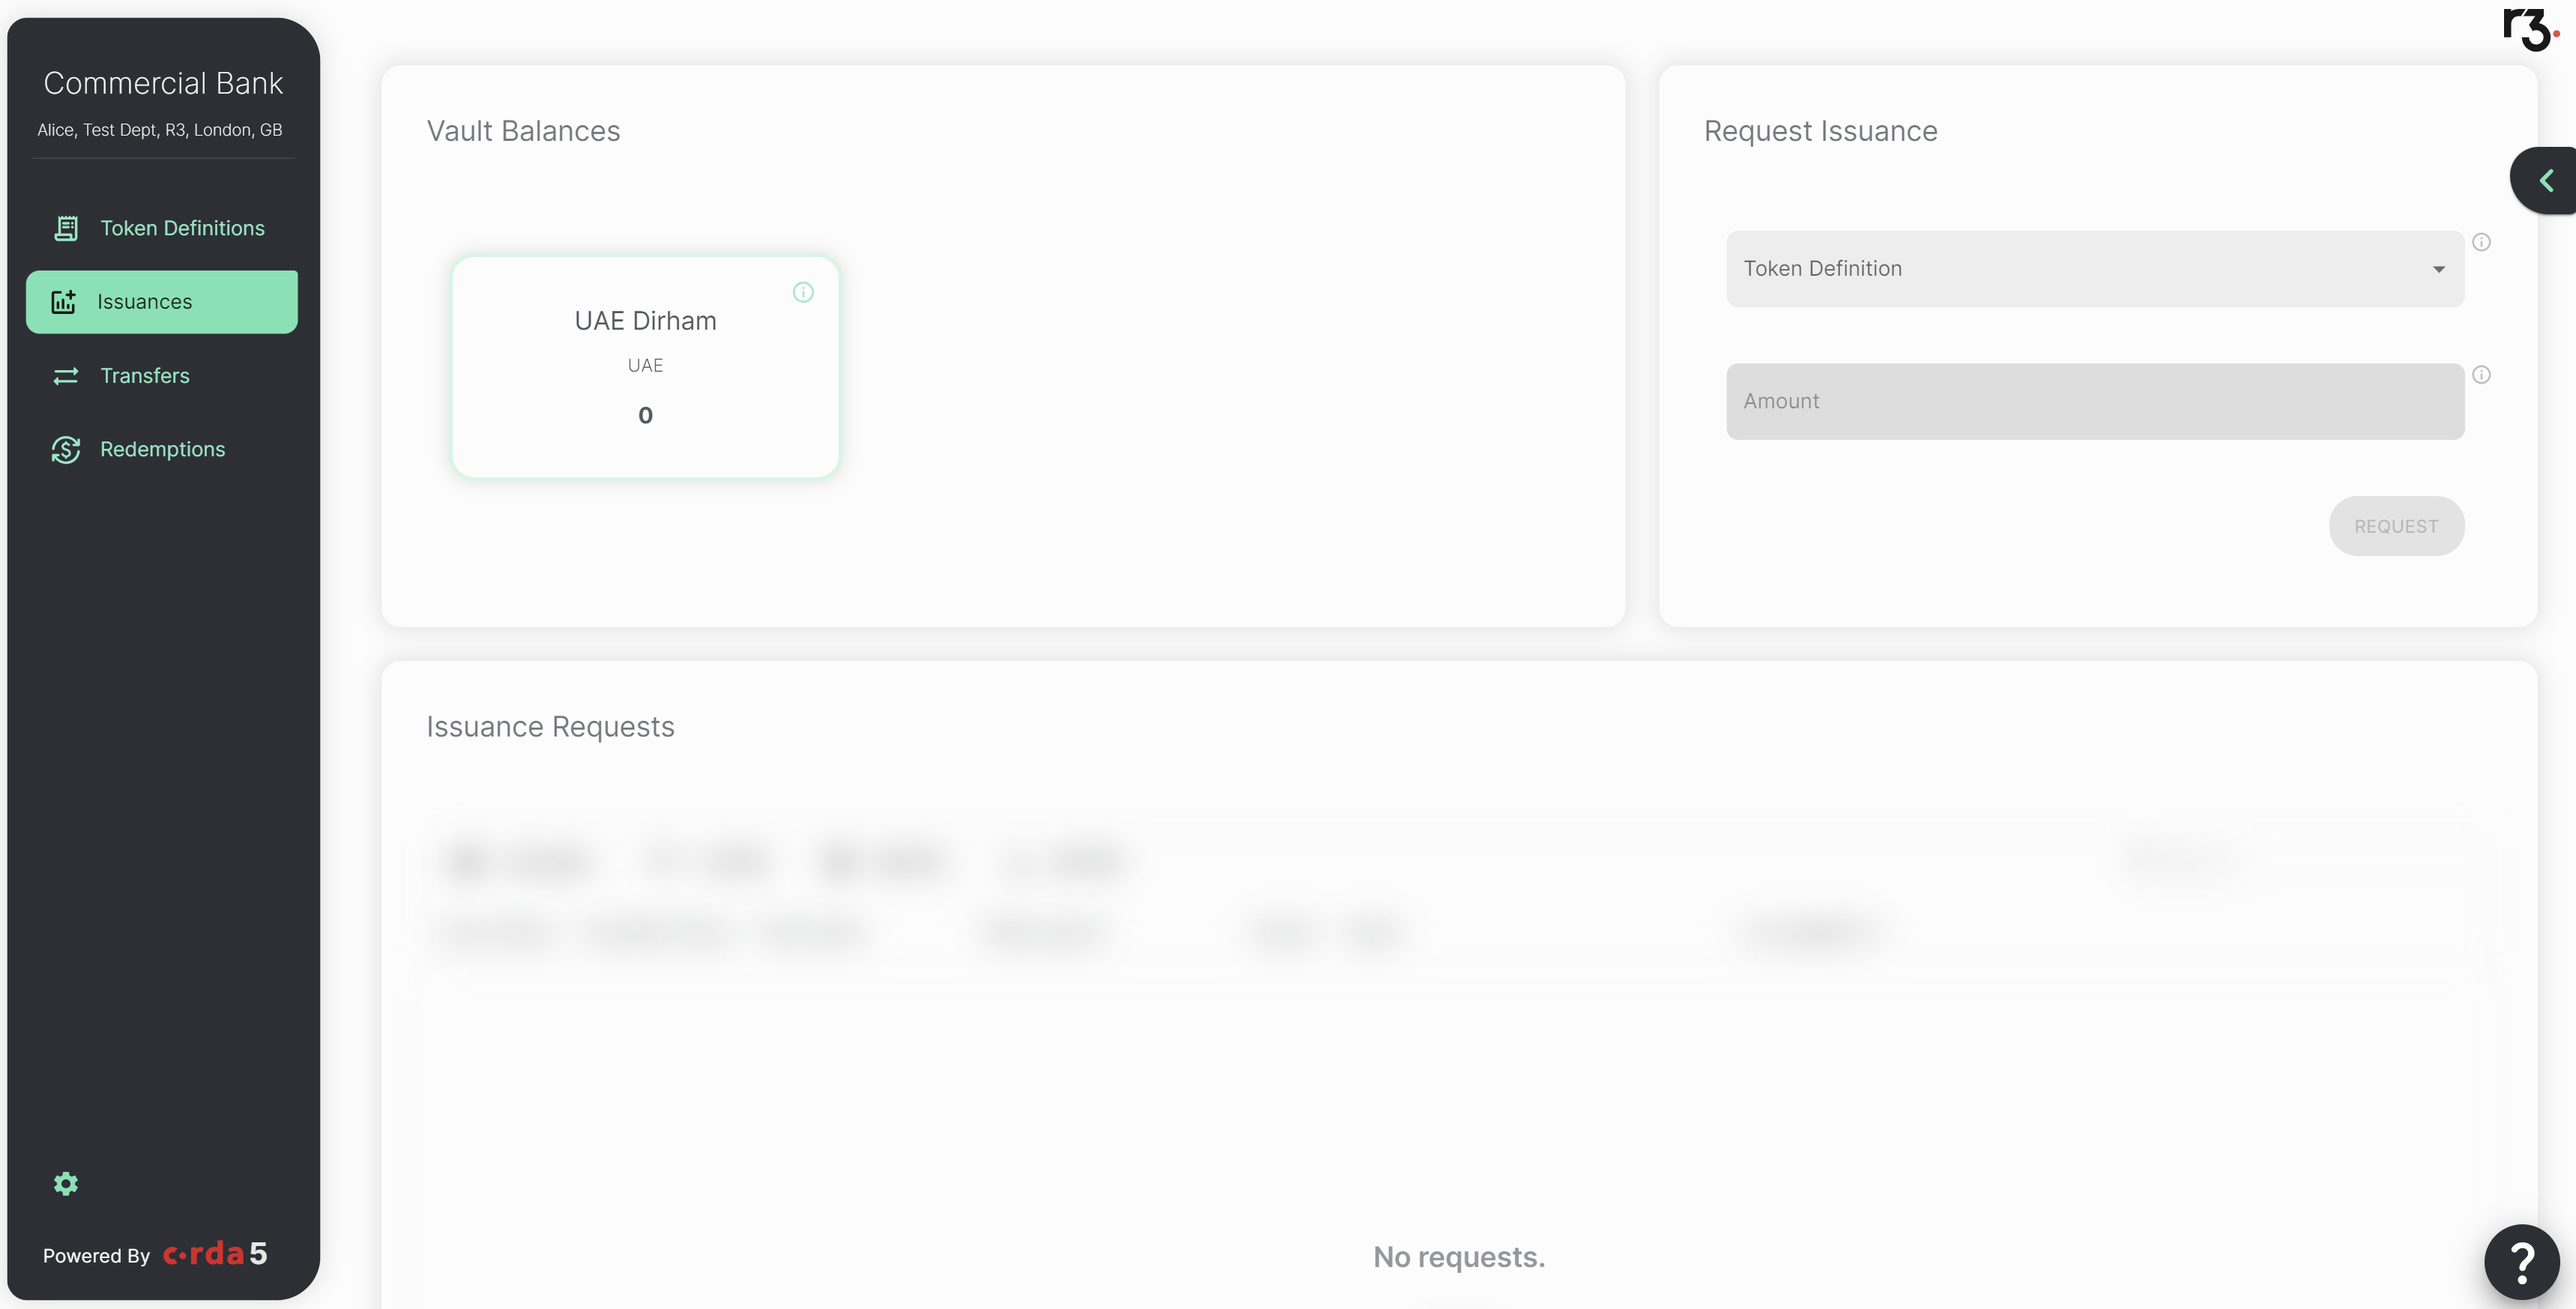 Commercial Bank
Alice, Test Dept, R3, London, GB
Token Definitions
Issuances
Transfers
Redemptions
Powered By c·rda 5
r3.
Vault Balances
UAE Dirham
UAE
0
Request Issuance
Token Definition
Amount
REQUEST
Issuance Requests
No requests.
?